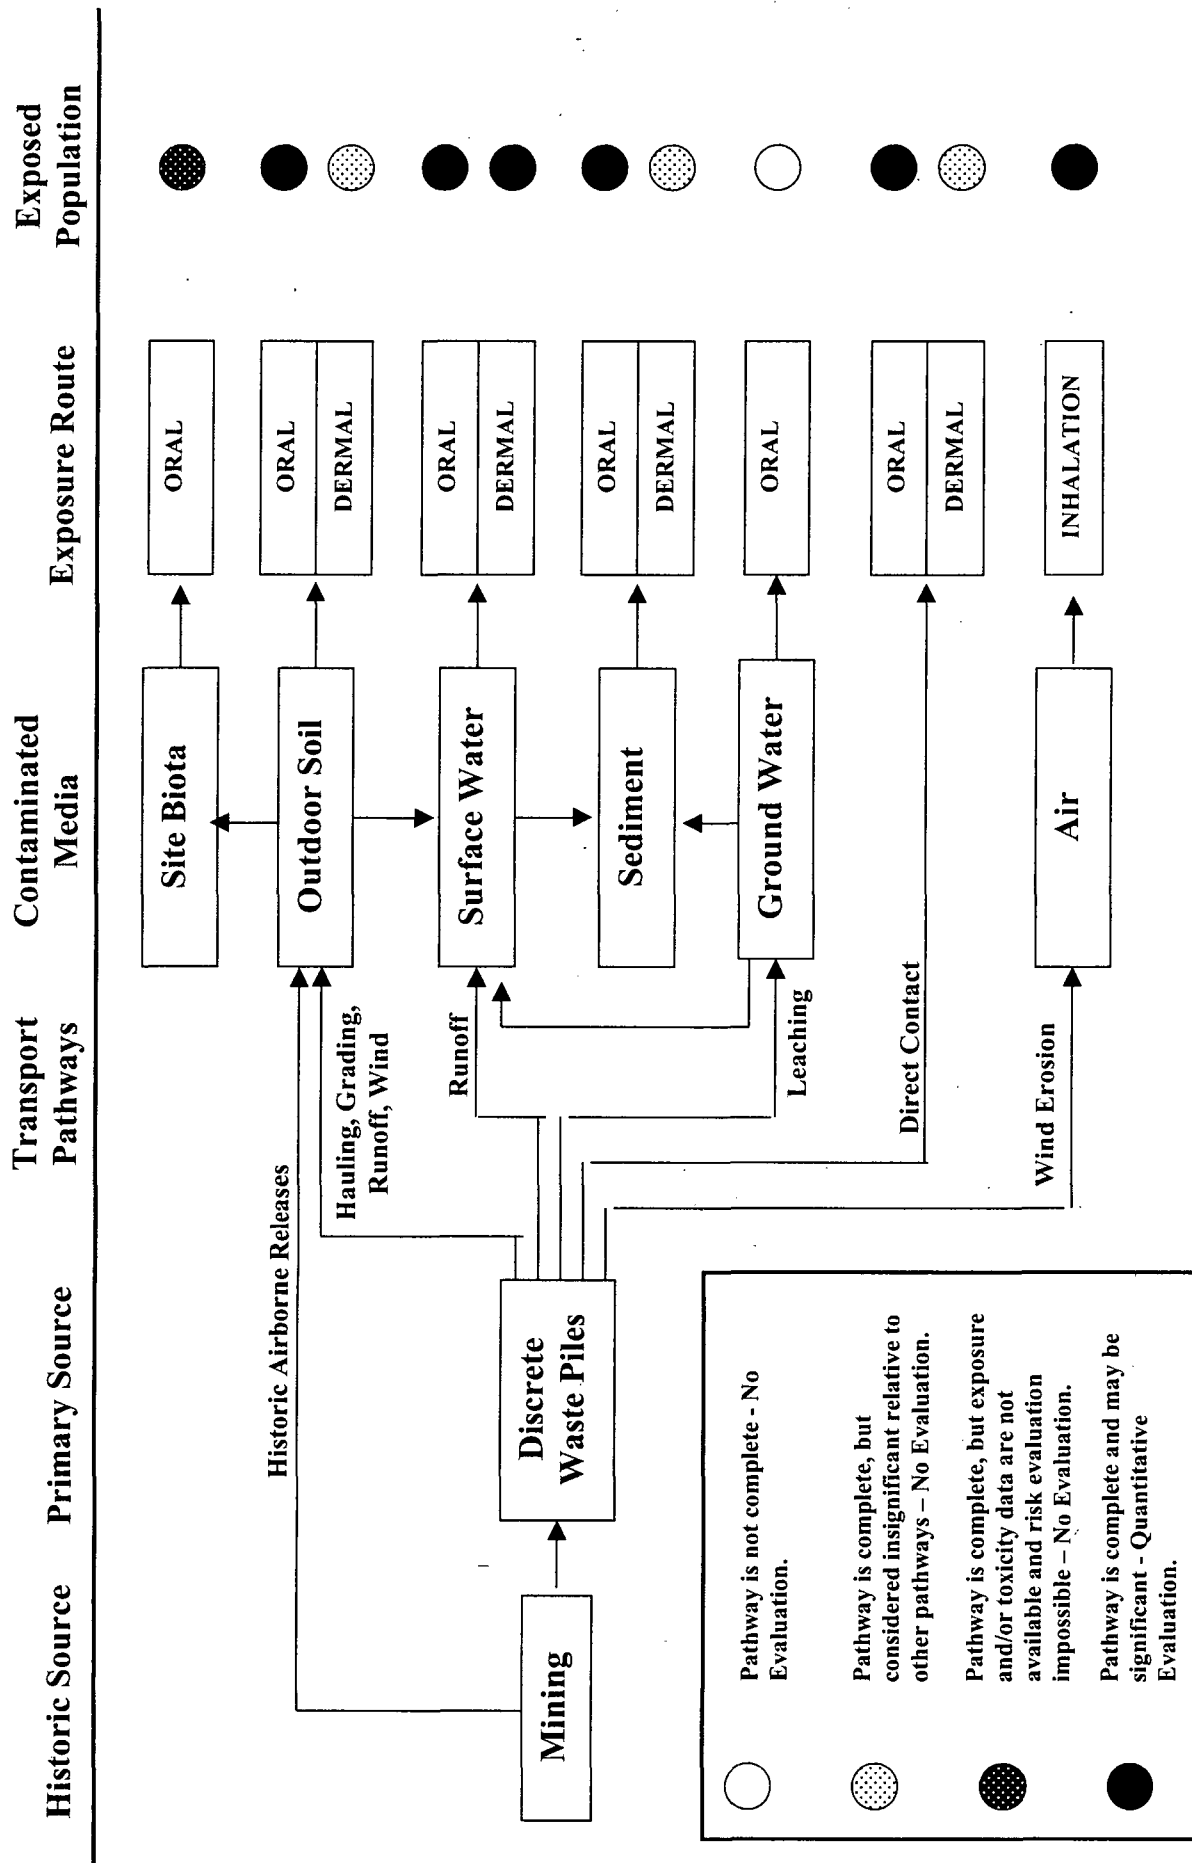 Historic Source
Primary Source
Transport
Pathways
Contaminated
Media
Exposure Route
Exposed
Population
Mining
Discrete
Waste Piles
Historic Airborne Releases
Hauling, Grading,
Runoff, Wind
Runoff
Leaching
Direct Contact
Wind Erosion
Site Biota
Outdoor Soil
Surface Water
Sediment
Ground Water
Air
ORAL
ORAL
DERMAL
ORAL
DERMAL
ORAL
DERMAL
ORAL
ORAL
DERMAL
INHALATION
Pathway is not complete - No
Evaluation.
Pathway is complete, but
considered insignificant relative to
other pathways – No Evaluation.
Pathway is complete, but exposure
and/or toxicity data are not
available and risk evaluation
impossible – No Evaluation.
Pathway is complete and may be
significant - Quantitative
Evaluation.